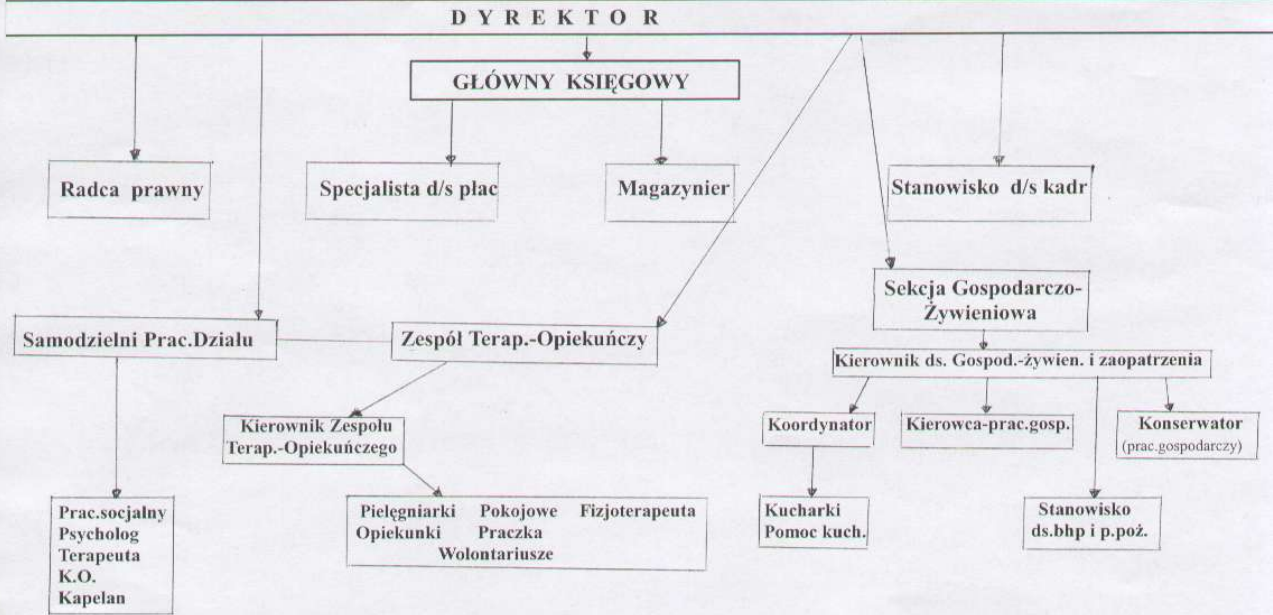 D Y R E K T O R
GŁÓWNY KSIĘGOWY
Radca prawny
Specjalista d/s płac
Magazynier
Stanowisko d/s kadr
Sekcja Gospodarczo-
Żywieniowa
Samodzielni Prac.Działu
Zespół Terap.-Opiekuńczy
Kierownik ds. Gospod.-żywien. i zaopatrzenia
Kierownik Zespołu
Terap.-Opiekuńczego
Koordynator
Kierowca-prac.gosp.
Konserwator
(prac.gospodarczy)
Prac.socjalny
Psycholog
Terapeuta
K.O.
Kapelan
Pielęgniarki Pokojowe Fizjoterapeuta
Opiekunki Praczka
Wolontariusze
Kucharki
Pomoc kuch.
Stanowisko
ds.bhp i p.poż.